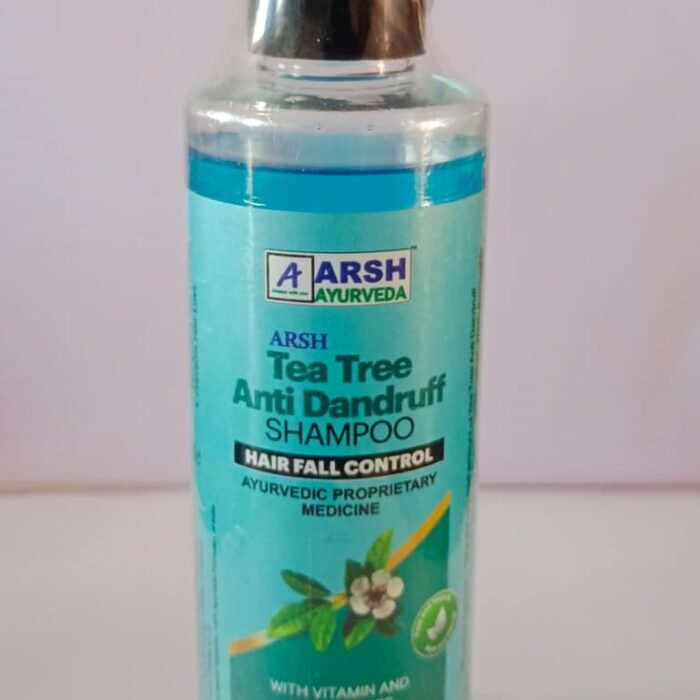 A ARSH
AYURVEDA
ARSH
Tea Tree
Anti Dandruff
SHAMPOO
HAIR FALL CONTROL
AYURVEDIC PROPRIETARY
MEDICINE
WITH VITAMIN AND